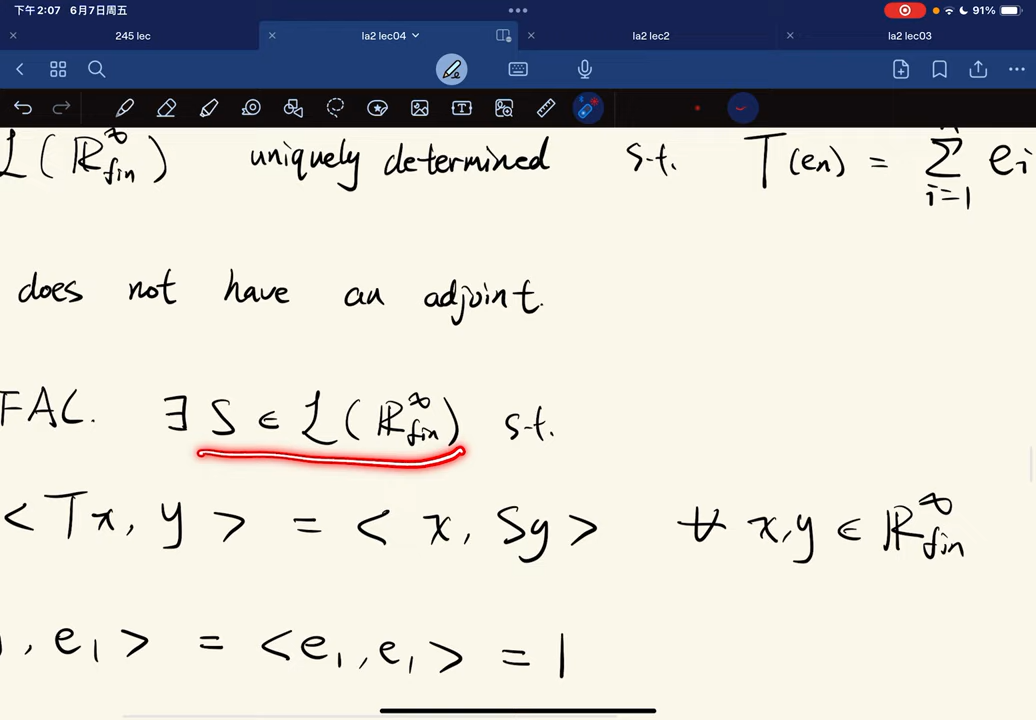 下午2:07 6月7日周五
91%
245 lec
la2 lec04
la2 lec2
la2 lec03
L(ℝ^∞_fin) uniquely determined s.t. T(en) = Σ_{i=1} ei
does not have an adjoint.
FAC. ∃ S ∈ L(ℝ^∞_fin) s.t.
<Tx, y> = <x, Sy> ∀ x,y ∈ ℝ^∞_fin
, e₁> = <e₁, e₁> = 1